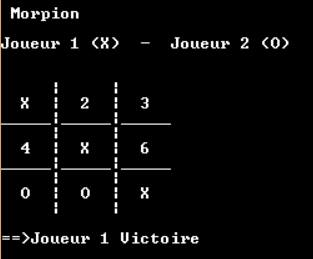 Morpion
Joueur 1 (X) - Joueur 2 (O)
X 2 3
4 X 6
O O X
==>Joueur 1 Victoire